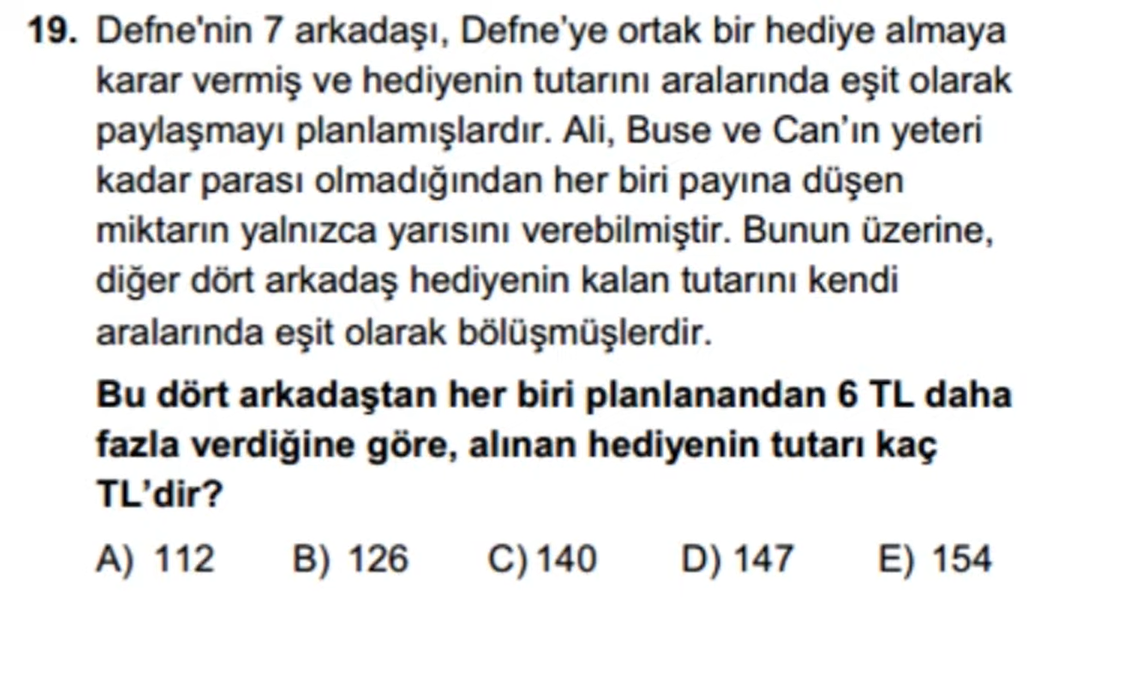 19. Defne'nin 7 arkadaşı, Defne'ye ortak bir hediye almaya
karar vermiş ve hediyenin tutarını aralarında eşit olarak
paylaşmayı planlamışlardır. Ali, Buse ve Can'ın yeteri
kadar parası olmadığından her biri payına düşen
miktarın yalnızca yarısını verebilmiştir. Bunun üzerine,
diğer dört arkadaş hediyenin kalan tutarını kendi
aralarında eşit olarak bölüşmüşlerdir.
Bu dört arkadaştan her biri planlanandan 6 TL daha
fazla verdiğine göre, alınan hediyenin tutarı kaç
TL'dir?
A) 112 B) 126 C) 140 D) 147 E) 154